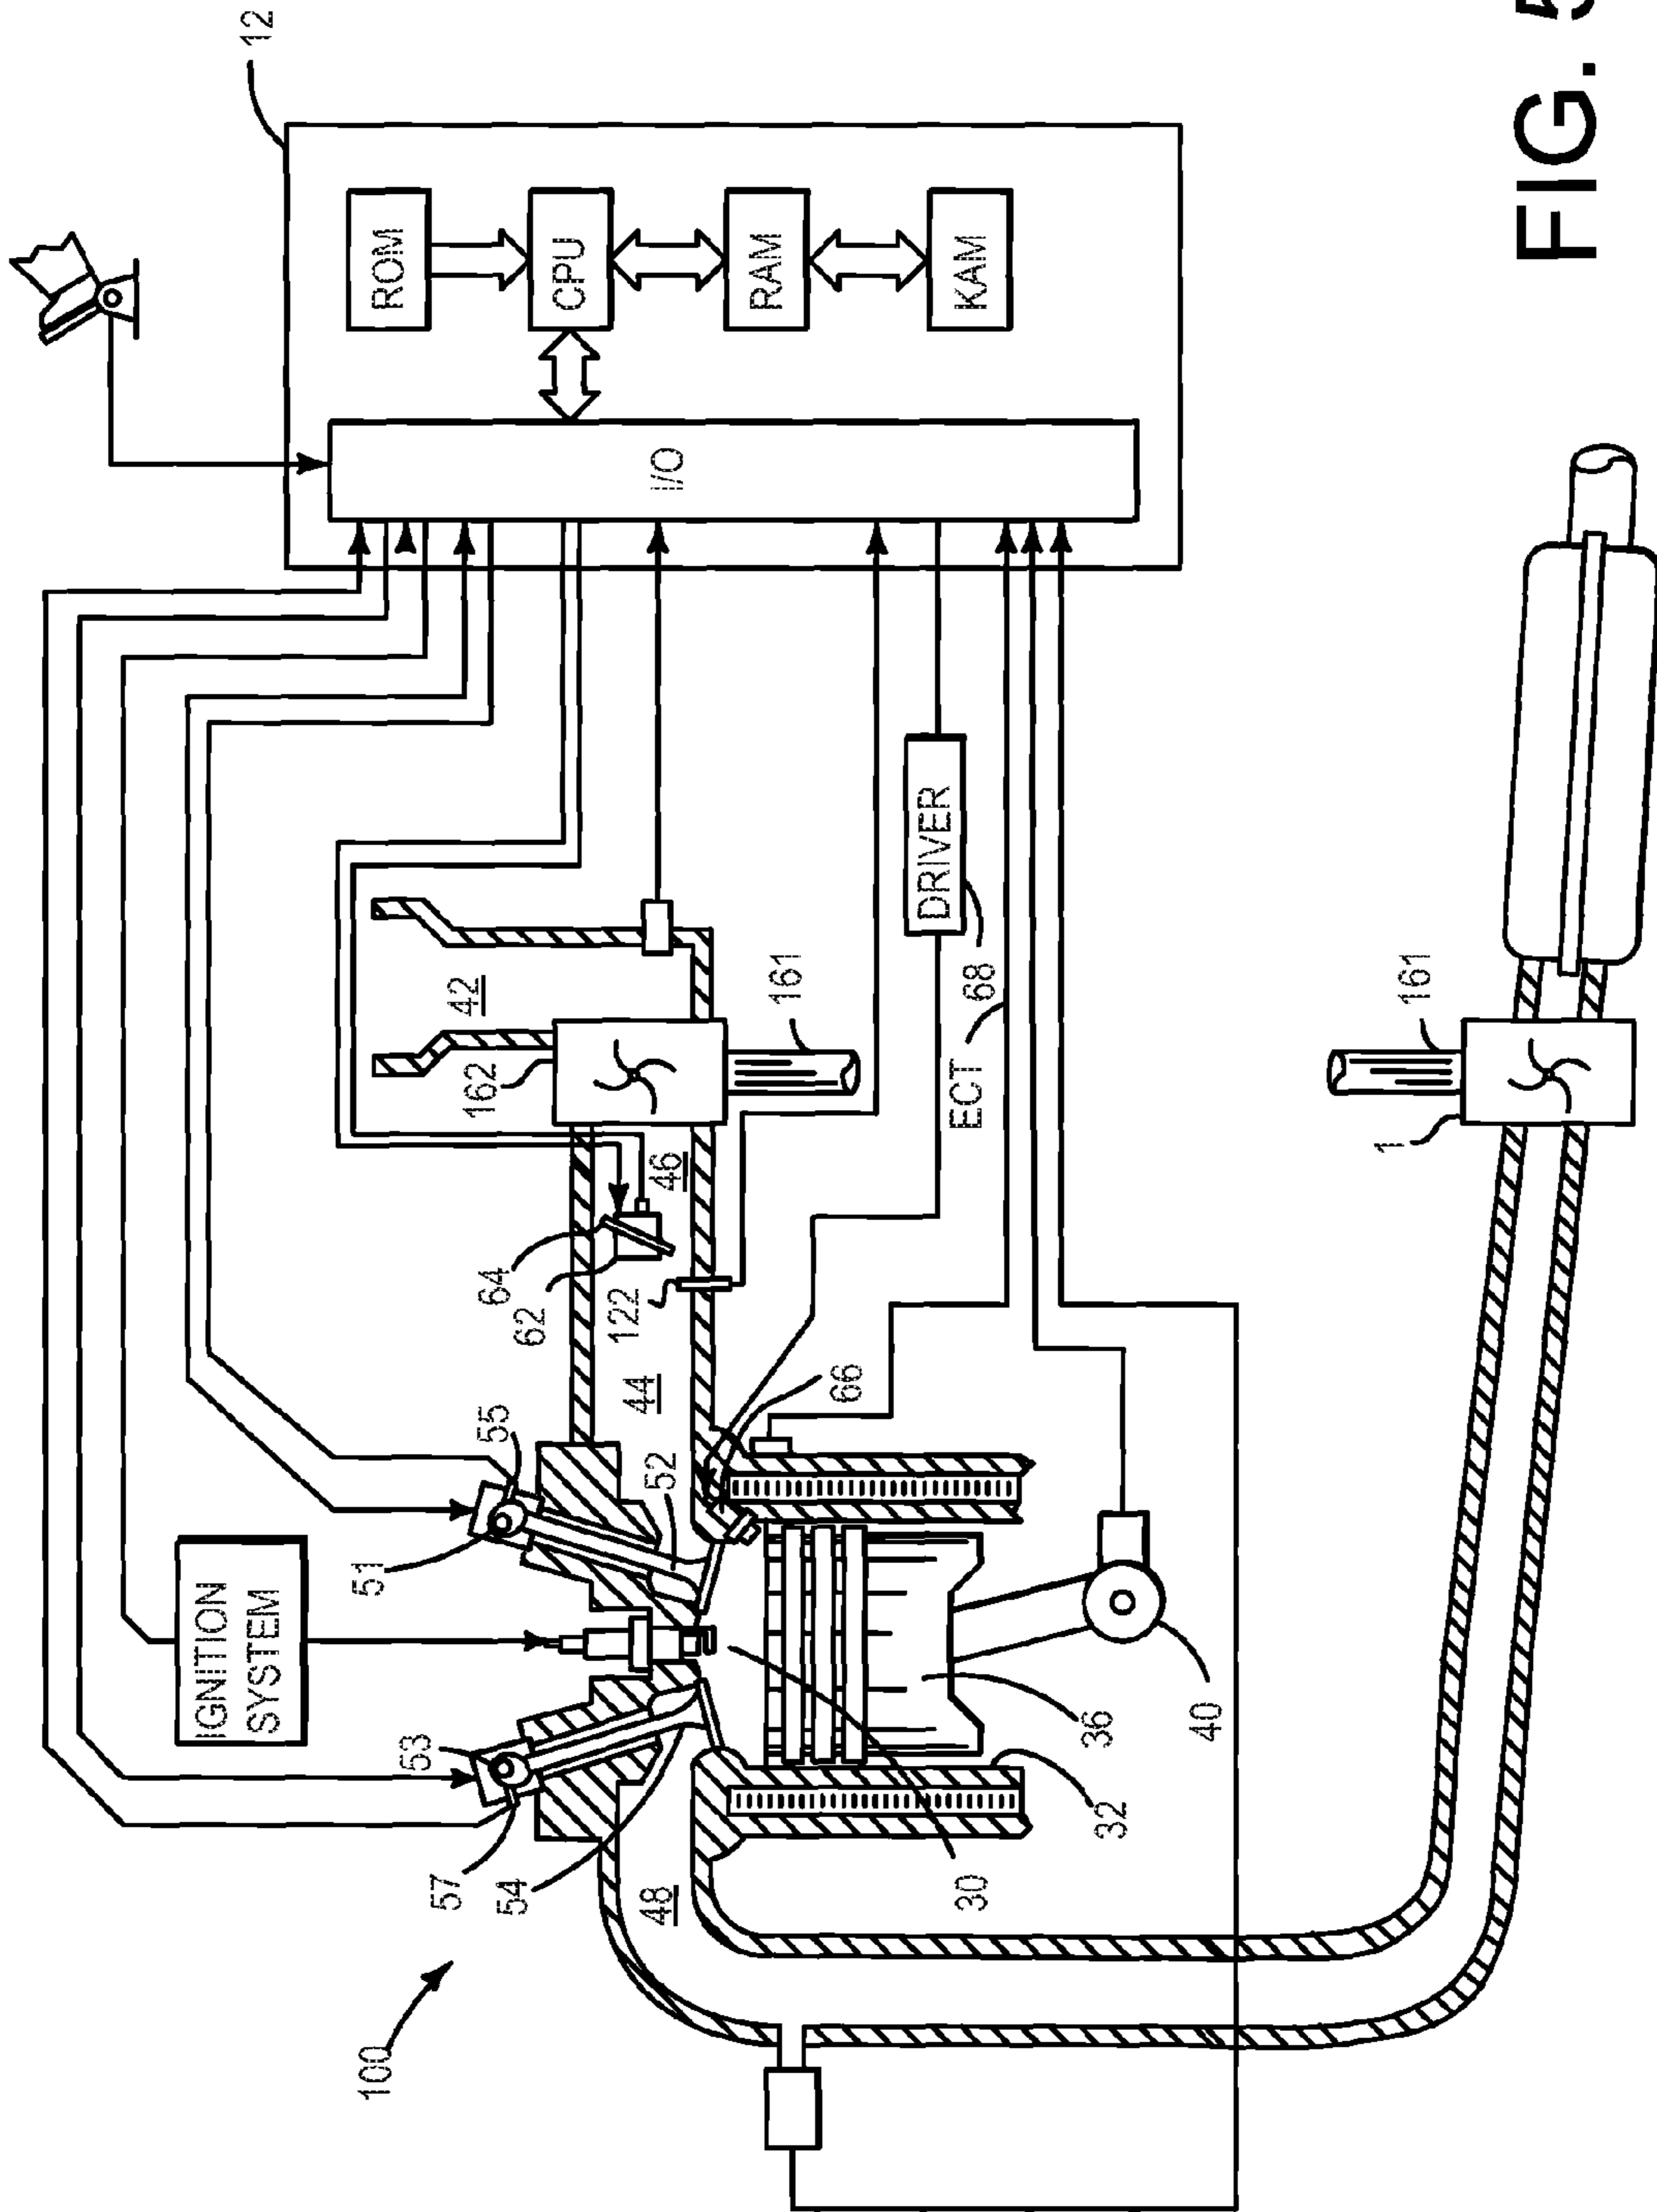 12
ROM
CPU
RAM
KAM
I/O
IGNITION
SYSTEM
DRIVER
68
ECT
42
162
161
46
64
62
122
44
66
55
52
51
53
57
54
48
30
32
36
40
100
161
1
FIG. 5